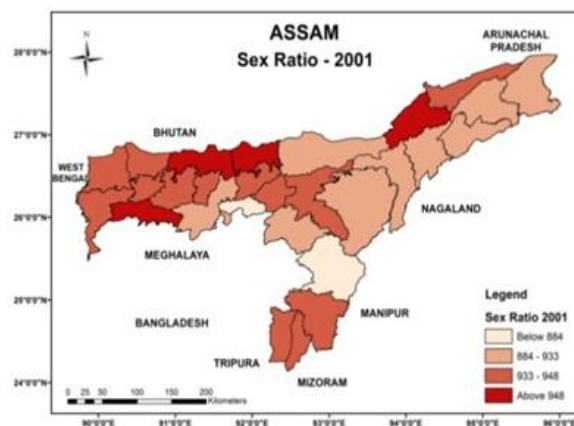 ASSAM
Sex Ratio - 2001
ARUNACHAL
PRADESH
N
28°0'0"N
27°0'0"N
BHUTAN
WEST
BENGAL
26°0'0"N
NAGALAND
MEGHALAYA
25°0'0"N
BANGLADESH
MANIPUR
TRIPURA
MIZORAM
24°0'0"N
Legend
Sex Ratio 2001
Below 884
884 - 933
933 - 948
Above 948
0 25 50 100 150 200
Kilometers
90°0'0"E 91°0'0"E 92°0'0"E 93°0'0"E 94°0'0"E 95°0'0"E 96°0'0"E